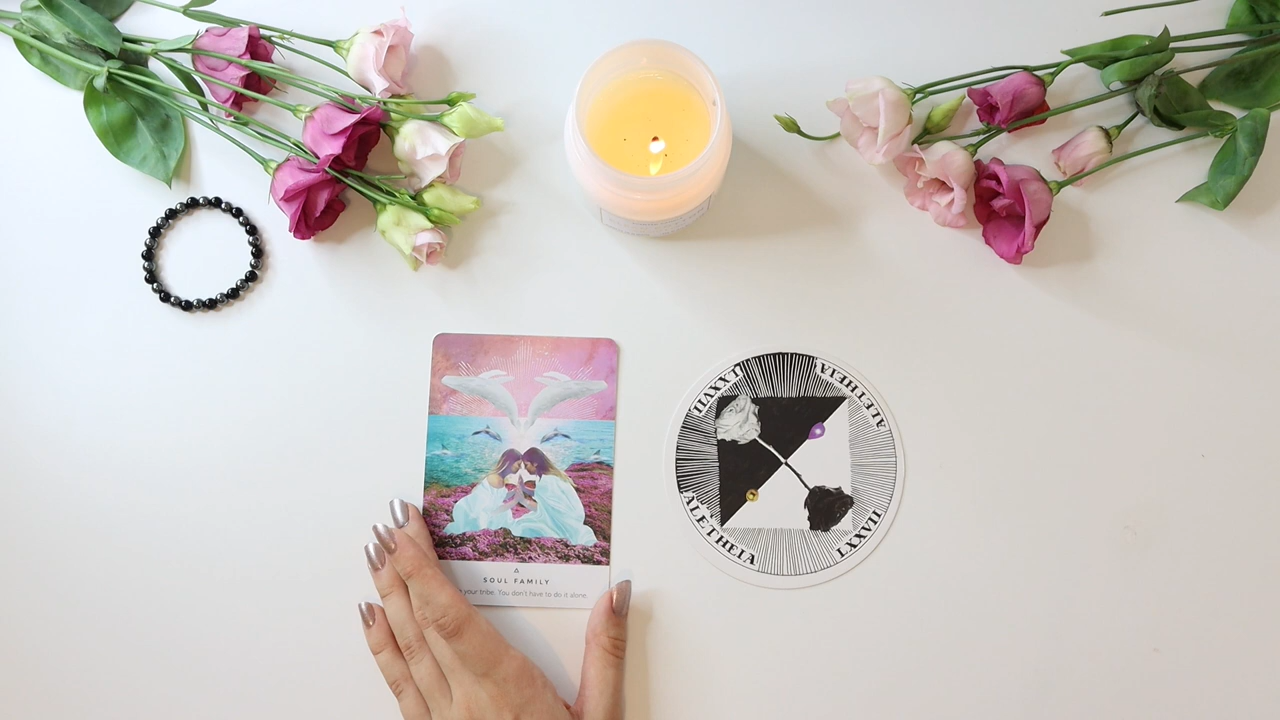 SOUL FAMILY
your tribe. You don't have to do it alone.
LXXVII
ALETHEIA
ALETHEIA
LXXVII